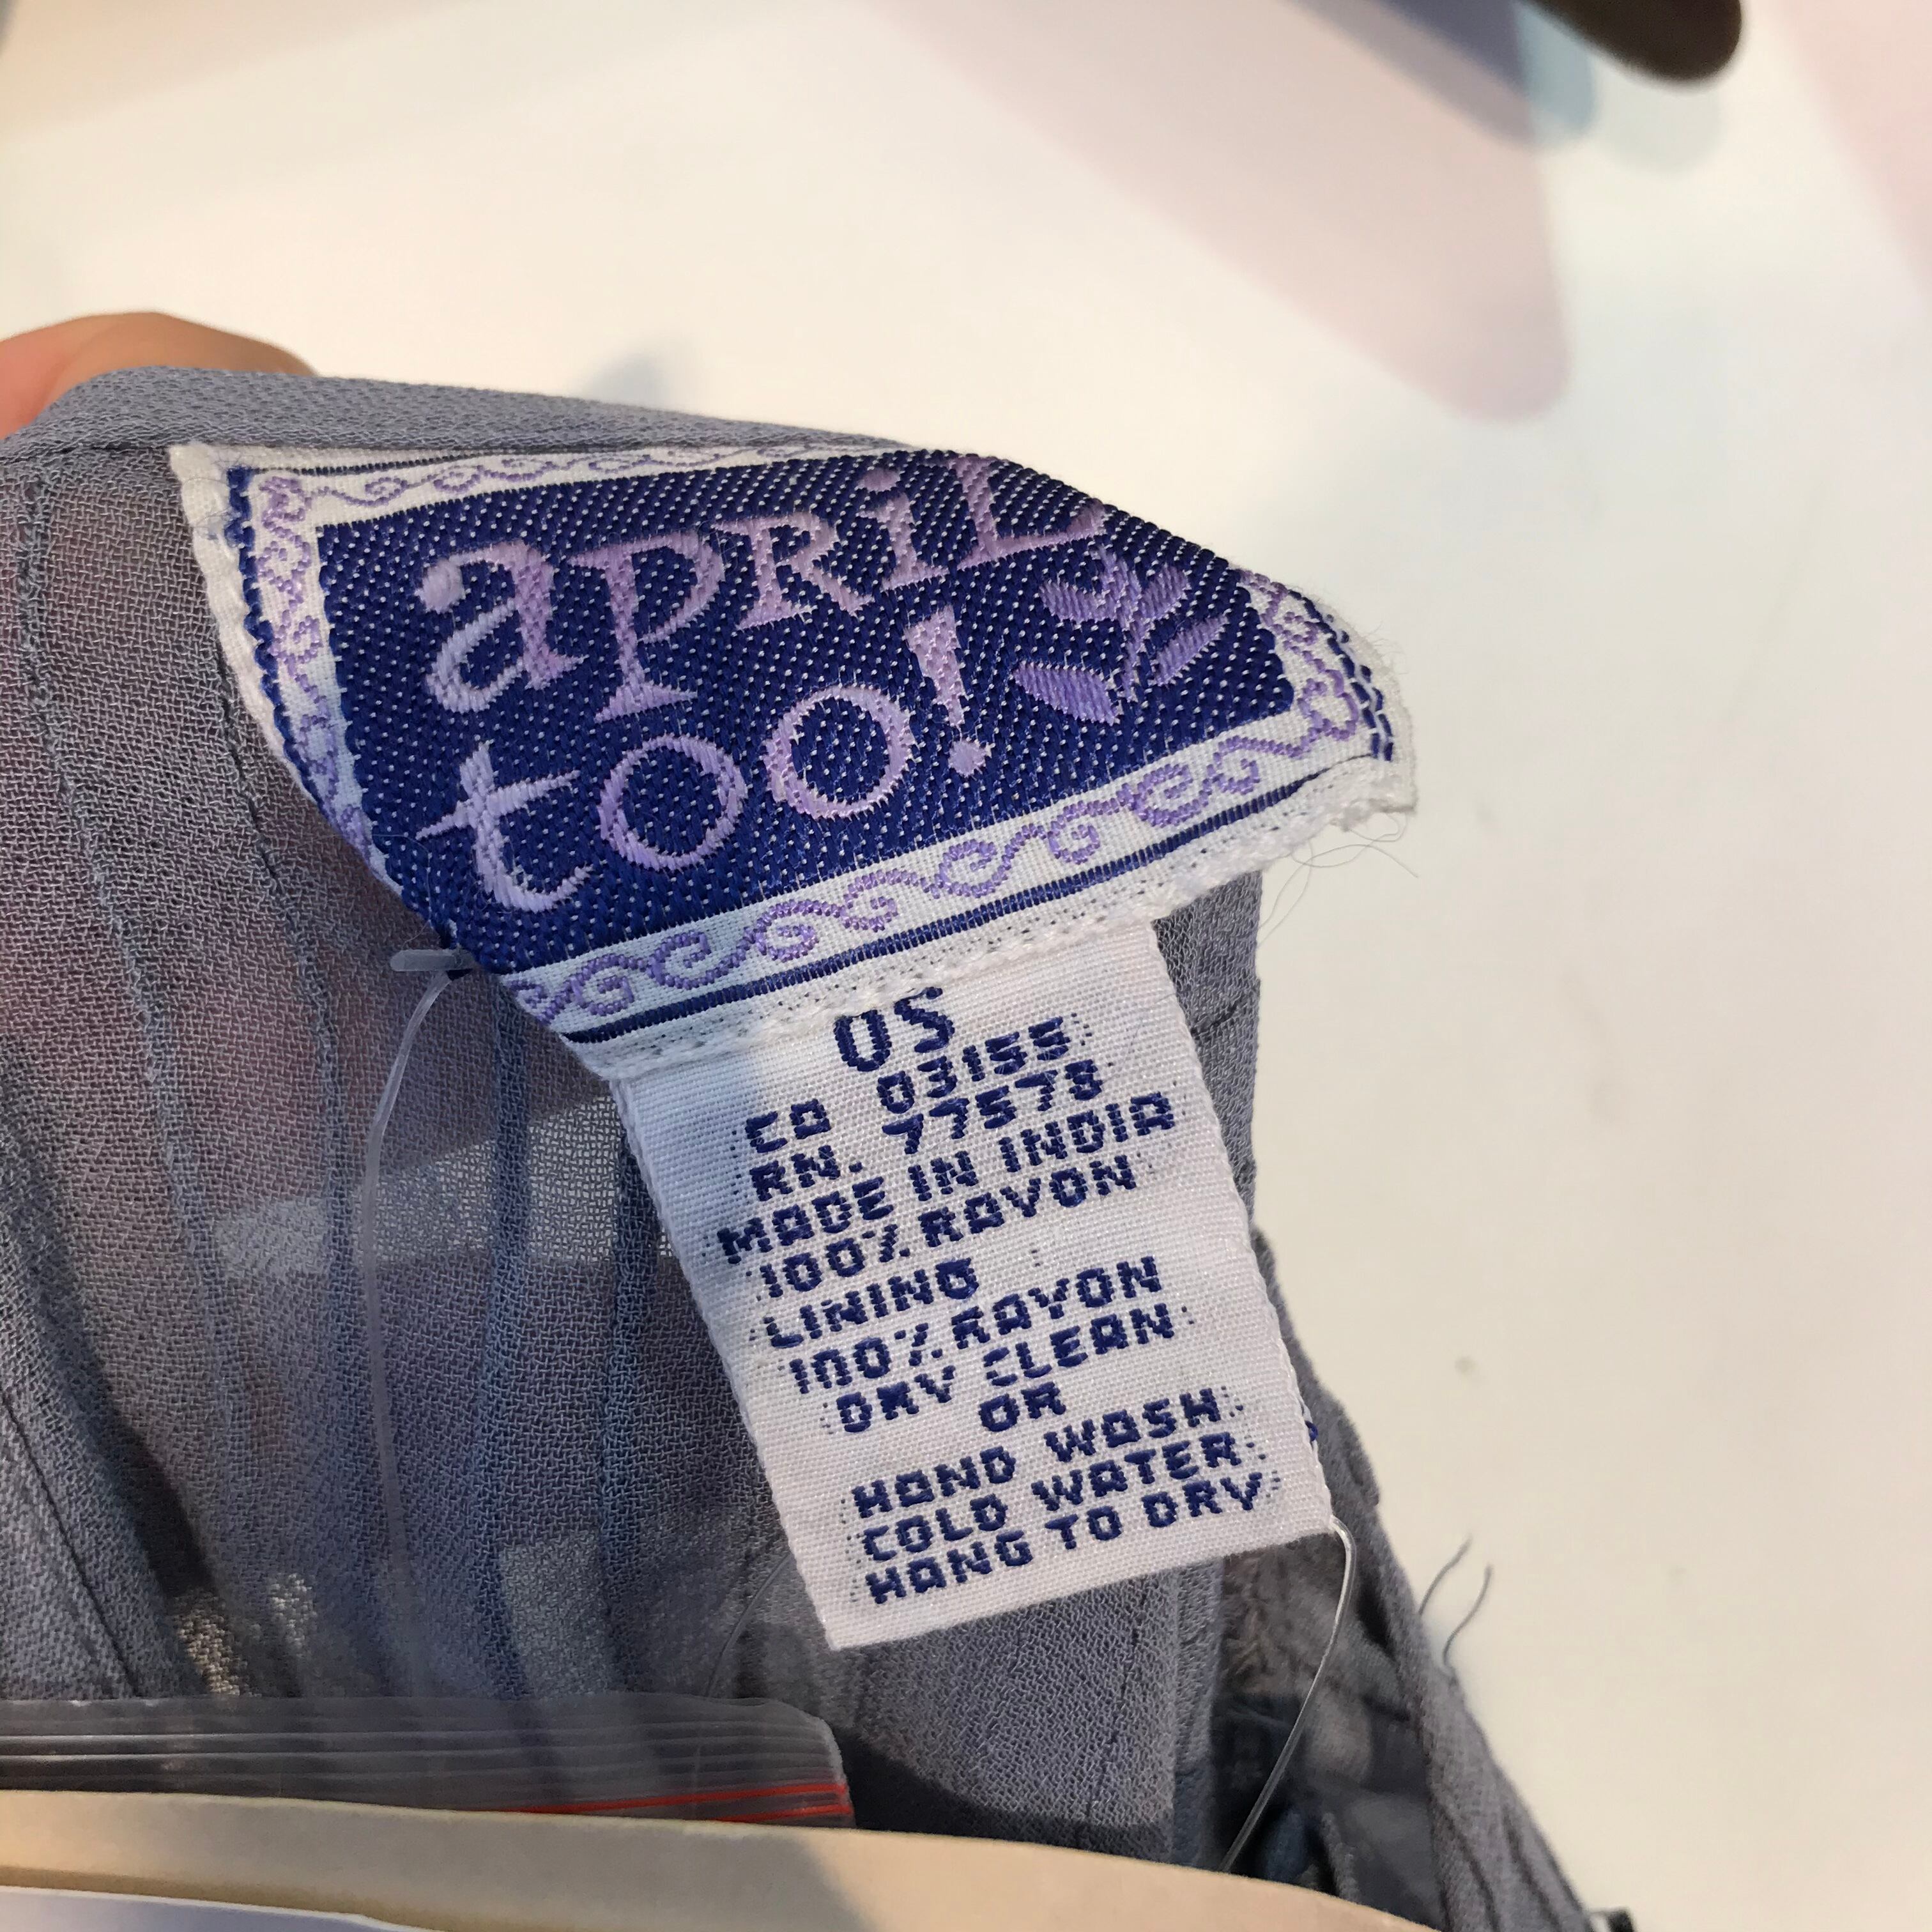 april
too!
OS
CO 03155
RN. 77578
MADE IN INDIA
100% RAYON
LINING
100% RAYON
DRY CLEAN
OR
HAND WASH
COLD WATER
HANG TO DRY